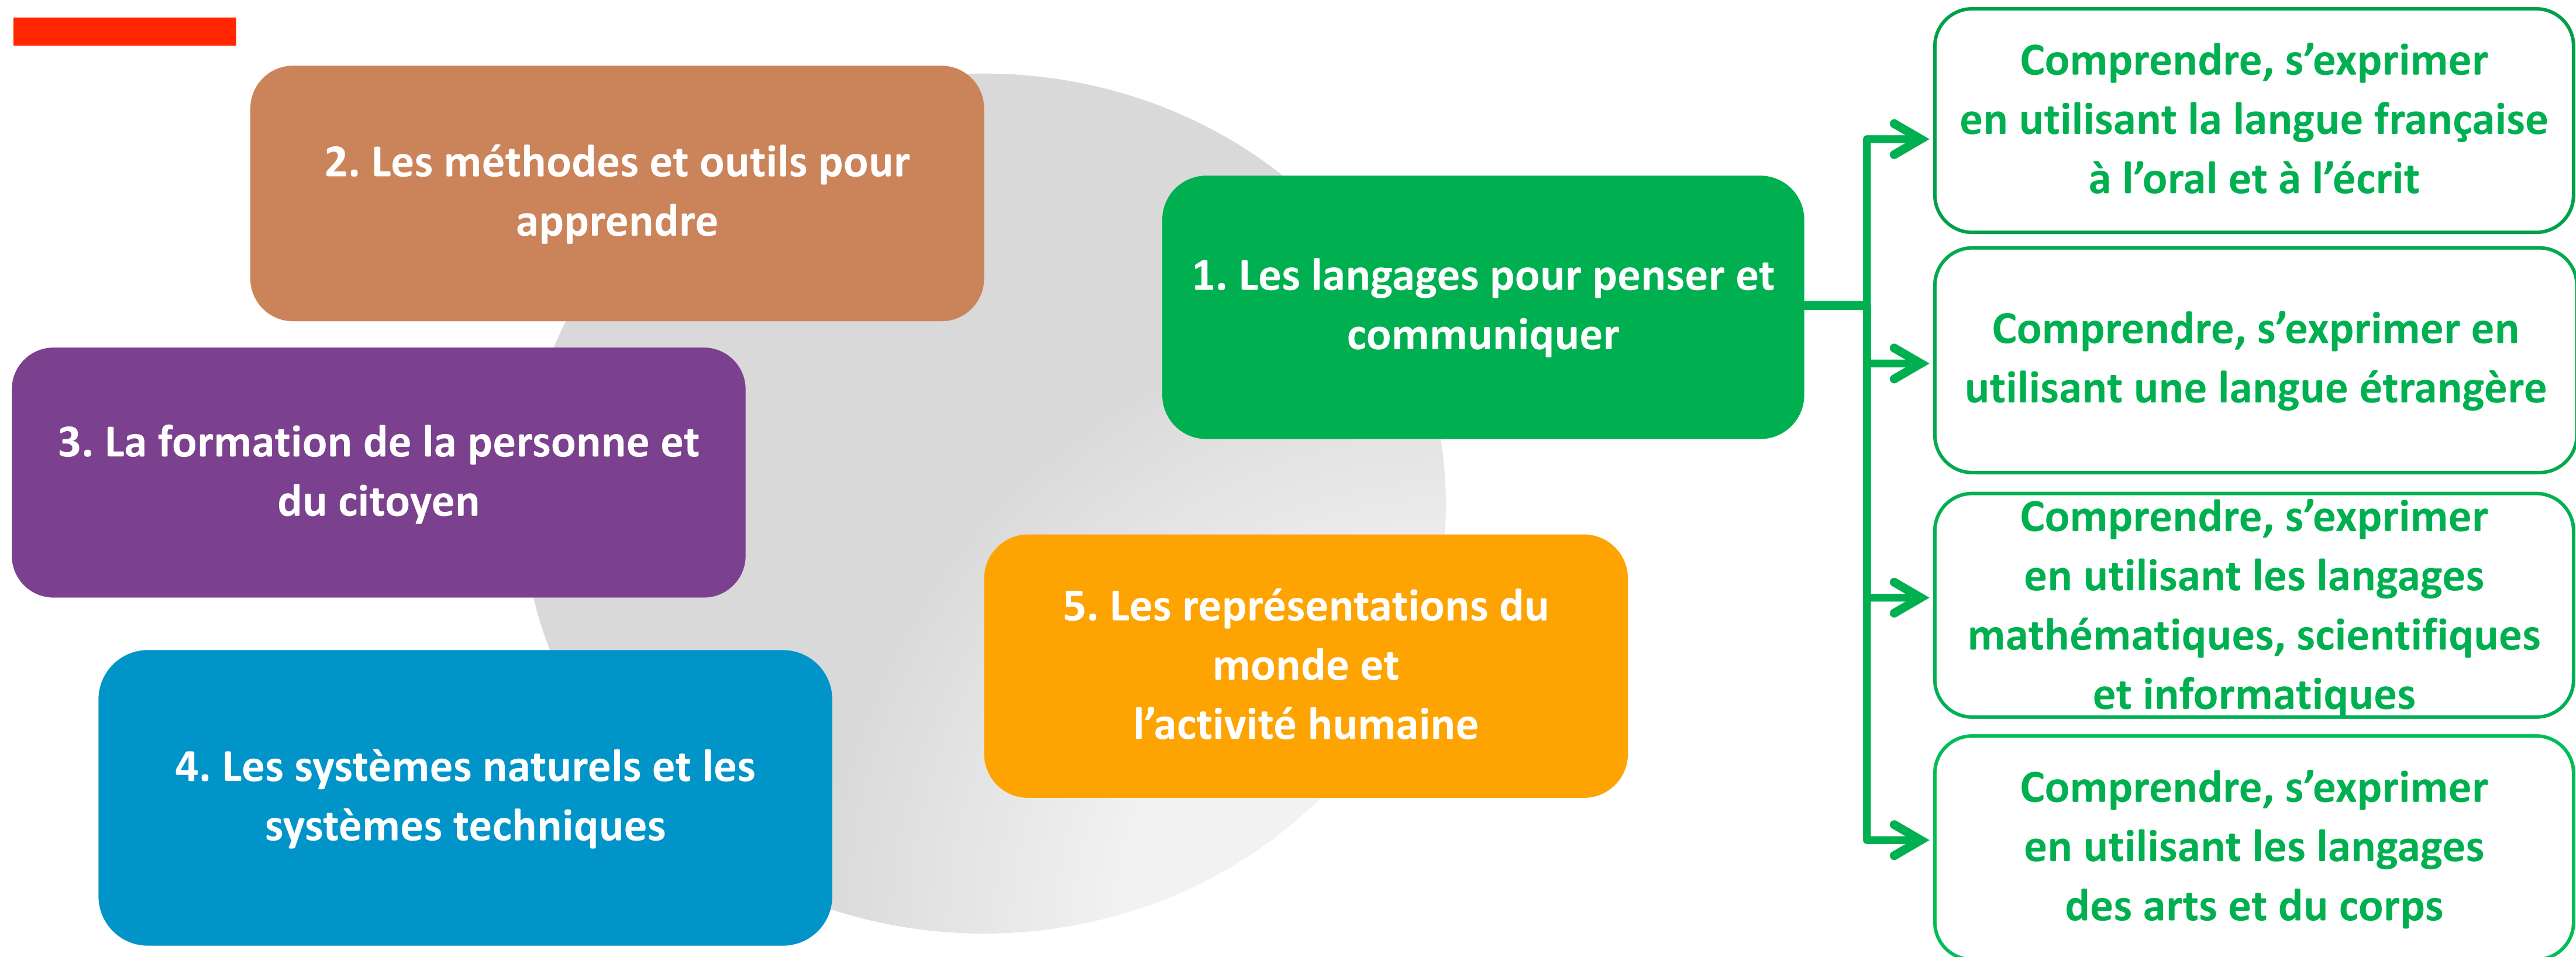 2. Les méthodes et outils pour
apprendre
1. Les langages pour penser et
communiquer
3. La formation de la personne et
du citoyen
4. Les systèmes naturels et les
systèmes techniques
5. Les représentations du
monde et
l’activité humaine
Comprendre, s’exprimer
en utilisant la langue française
à l’oral et à l’écrit
Comprendre, s’exprimer en
utilisant une langue étrangère
Comprendre, s’exprimer
en utilisant les langages
mathématiques, scientifiques
et informatiques
Comprendre, s’exprimer
en utilisant les langages
des arts et du corps